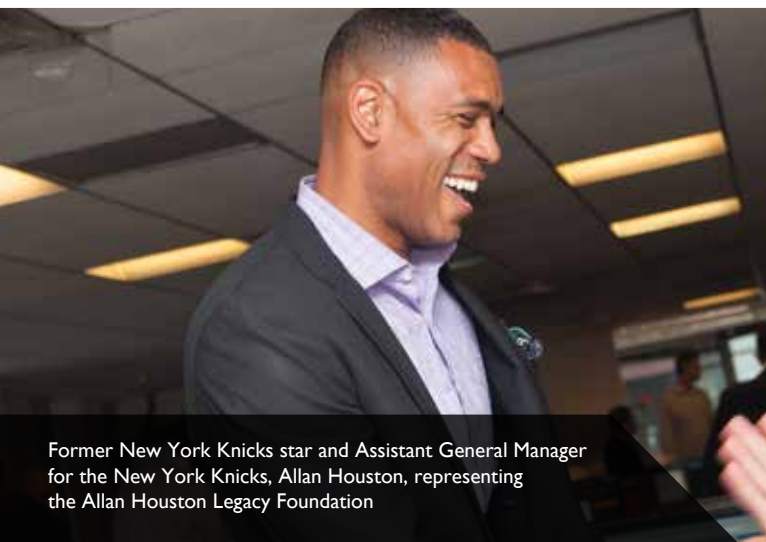 Former New York Knicks star and Assistant General Manager
for the New York Knicks, Allan Houston, representing
the Allan Houston Legacy Foundation